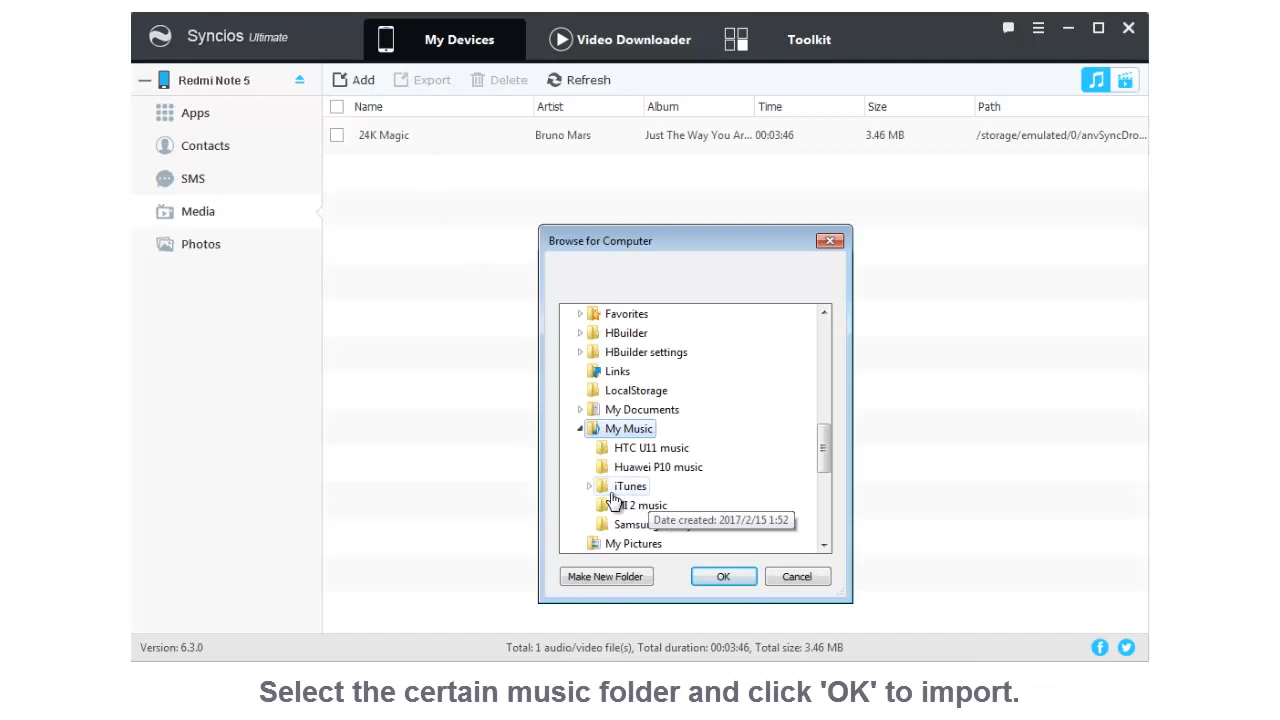 Syncios Ultimate
My Devices
Video Downloader
Toolkit
Redmi Note 5
Add
Export
Delete
Refresh
Apps
Contacts
SMS
Media
Photos
Name Artist Album Time Size Path
24K Magic Bruno Mars Just The Way You Ar... 00:03:46 3.46 MB /storage/emulated/0/anvSyncDro...
Browse for Computer
Favorites
HBuilder
HBuilder settings
Links
LocalStorage
My Documents
My Music
HTC U11 music
Huawei P10 music
iTunes
2 music
Date created: 2017/2/15 1:52
My Pictures
Make New Folder OK Cancel
Version: 6.3.0
Total: 1 audio/video file(s), Total duration: 00:03:46, Total size: 3.46 MB
Select the certain music folder and click 'OK' to import.